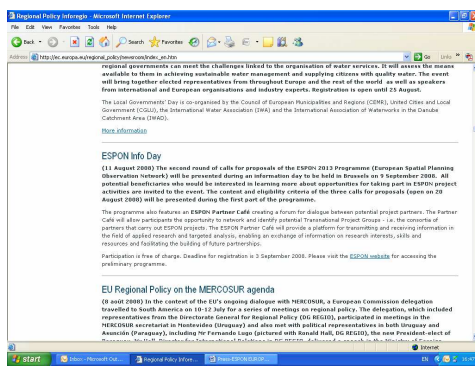 Regional Policy Inforegio - Microsoft Internet Explorer
File Edit View Favorites Tools Help
Back Search Favorites
Address http://ec.europa.eu/regional_policy/newsroom/index_en.htm Go Links
regional governments can meet the challenges linked to the organisation of water services. It will assess the means
available to them in achieving sustainable water management and supplying citizens with quality water. The event
will bring together elected representatives from throughout Europe and the rest of the world as well as speakers
from international and European organisations and industry experts. Registration is open until 25 August.
The Local Governments' Day is co-organised by the Council of European Municipalities and Regions (CEMR), United Cities and Local
Government (CGLU), the International Water Association (IWA) and the International Association of Waterworks in the Danube
Catchment Area (IWAD).
More information
ESPON Info Day
(11 August 2008) The second round of calls for proposals of the ESPON 2013 Programme (European Spatial Planning
Observation Network) will be presented during an information day to be held in Brussels on 9 September 2008. All
potential beneficiaries who would be interested in learning more about opportunities for taking part in ESPON project
activities are invited to the event. The content and eligibility criteria of the three calls for proposals (open on 20
August 2008) will be presented during the first part of the programme.
The programme also features an ESPON Partner Café creating a forum for dialogue between potential project partners. The Partner
Café will allow participants the opportunity to network and identify potential Transnational Project Groups - i.e. the consortia of
partners that carry out ESPON projects. The ESPON Partner Café will provide a platform for transmitting and receiving information in
the field of applied research and targeted analysis, enabling an exchange of information on research interests, skills and
resources and facilitating the building of future partnerships.
Participation is free of charge. Deadline for registration is 3 September 2008. Please visit the ESPON website for accessing the
preliminary programme.
EU Regional Policy on the MERCOSUR agenda
(8 août 2008) In the context of the EU's ongoing dialogue with MERCOSUR, a European Commission delegation
travelled to South America on 10-12 July for a series of meetings on regional policy. The delegation, which included
representatives from the Directorate General for Regional Policy (DG REGIO), participated in meetings in the
MERCOSUR secretariat in Montevideo (Uruguay) and also met with political representatives in both Uruguay and
Asunción (Paraguay), including Mr Fernando Lugo (pictured with Ronald Hall, DG REGIO), the new President-elect of
Internet
start Inbox - Microsoft Out... Regional Policy Infore... Press-ESPON EUROP... EN 16:47